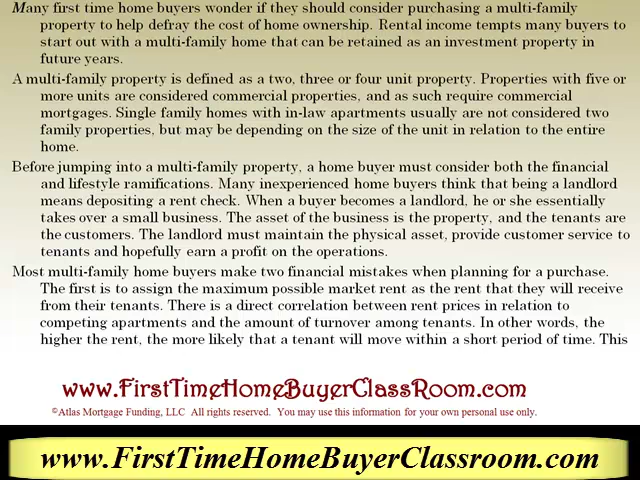 Many first time home buyers wonder if they should consider purchasing a multi-family
property to help defray the cost of home ownership. Rental income tempts many buyers to
start out with a multi-family home that can be retained as an investment property in
future years.
A multi-family property is defined as a two, three or four unit property. Properties with five or
more units are considered commercial properties, and as such require commercial
mortgages. Single family homes with in-law apartments usually are not considered two
family properties, but may be depending on the size of the unit in relation to the entire
home.
Before jumping into a multi-family property, a home buyer must consider both the financial
and lifestyle ramifications. Many inexperienced home buyers think that being a landlord
means depositing a rent check. When a buyer becomes a landlord, he or she essentially
takes over a small business. The asset of the business is the property, and the tenants are
the customers. The landlord must maintain the physical asset, provide customer service to
tenants and hopefully earn a profit on the operations.
Most multi-family home buyers make two financial mistakes when planning for a purchase.
The first is to assign the maximum possible market rent as the rent that they will receive
from their tenants. There is a direct correlation between rent prices in relation to
competing apartments and the amount of turnover among tenants. In other words, the
higher the rent, the more likely that a tenant will move within a short period of time. This
www.FirstTimeHomeBuyerClassRoom.com
©Atlas Mortgage Funding, LLC All rights reserved. You may use this information for your own personal use only.
www.FirstTimeHomeBuyerClassroom.com